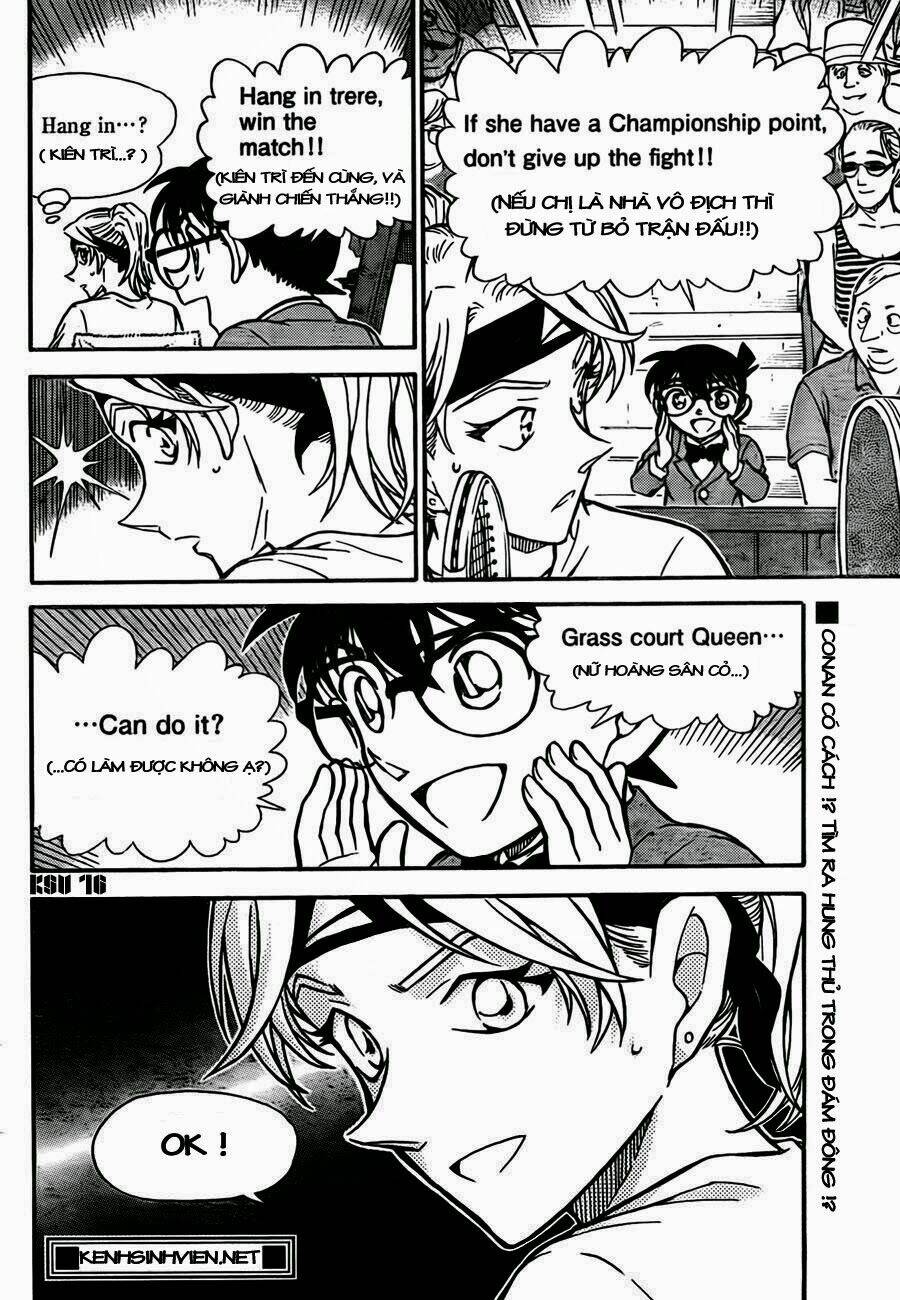 If she have a Championship point,
don't give up the fight!!
(NẾU CHỊ LÀ NHÀ VÔ ĐỊCH THÌ
ĐỪNG TỪ BỎ TRẬN ĐẤU!!)
Hang in trere,
win the
match!!
(KIÊN TRÌ ĐẾN CÙNG, VÀ
GIÀNH CHIẾN THẮNG!!)
Hang in…?
( KIÊN TRÌ...? )
Grass court Queen…
(NỮ HOÀNG SÂN CỎ...)
…Can do it?
(...CÓ LÀM ĐƯỢC KHÔNG Ạ?)
CONAN CÓ CÁCH !? TÌM RA HUNG THỦ TRONG ĐÁM ĐÔNG !?
KSV 16
OK !
KENHSINHVIEN.NET